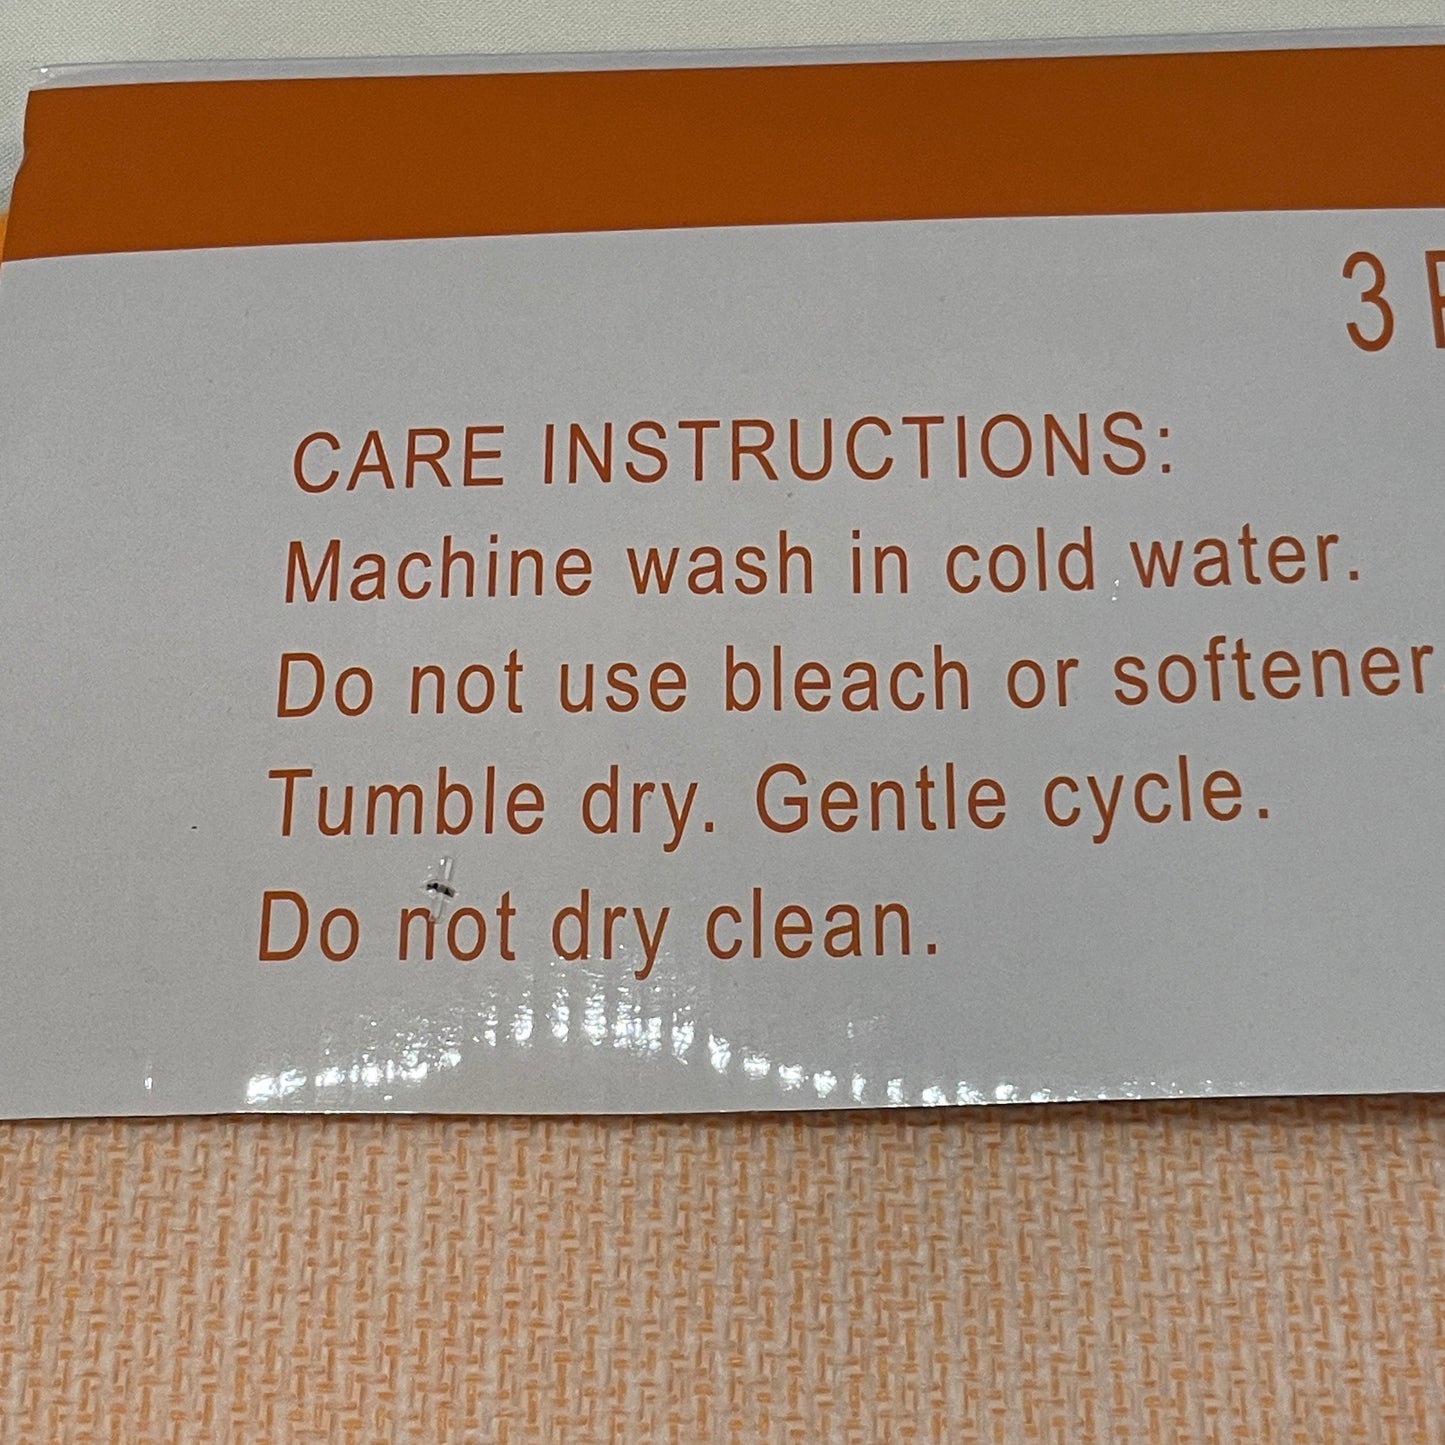 3
CARE INSTRUCTIONS:
Machine wash in cold water.
Do not use bleach or softener
Tumble dry. Gentle cycle.
Do not dry clean.